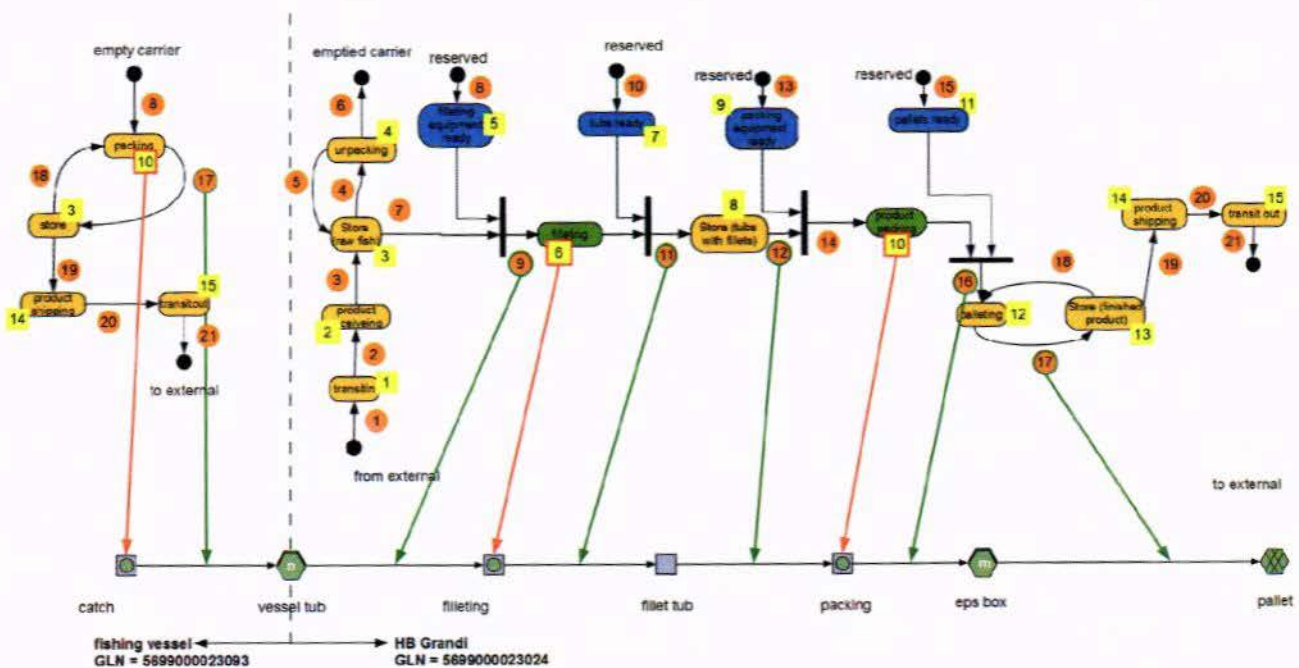 empty carrier
8
packing
10
18
17
3
store
19
product
shipping
14
20
15
transitout
21
to external
emptied carrier
6
4
unpacking
5
4
7
Store
(raw fish)
3
3
product
2
2
transitin
1
1
from external
reserved
8
filleting
equipment
ready
5
9
filleting
6
reserved
10
tubs ready
7
11
8
Store (tubs
with fillets)
12
reserved
13
9
packing
equipment
ready
14
product
packing
10
reserved
15
11
pallets ready
16
palleting
12
18
Store (finished
product)
13
17
19
14
product
shipping
20
15
transit out
21
to external
n
m
catch
vessel tub
filleting
fillet tub
packing
eps box
pallet
fishing vessel
GLN = 5699000023093
HB Grandi
GLN = 5699000023024